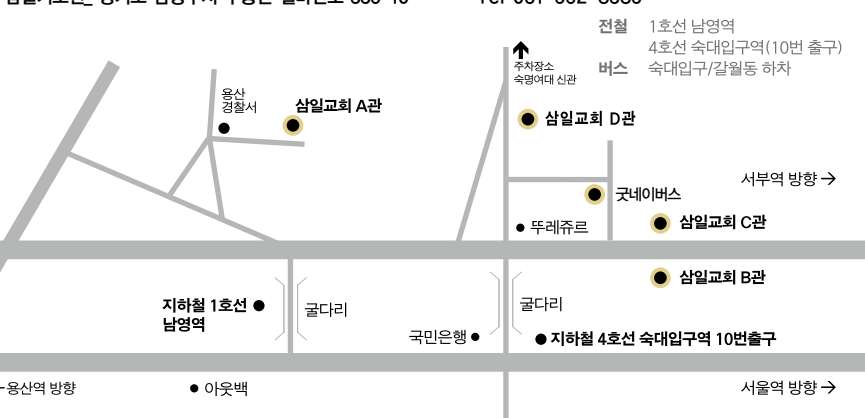 전철 1호선 남영역
4호선 숙대입구역(10번 출구)
버스 숙대입구/갈월동 하차
주차장소
숙명여대 신관
용산
경찰서
삼일교회 A관
삼일교회 D관
서부역 방향
굿네이버스
삼일교회 C관
뚜레쥬르
삼일교회 B관
지하철 1호선
남영역
굴다리
굴다리
국민은행
지하철 4호선 숙대입구역 10번출구
용산역 방향
아웃백
서울역 방향